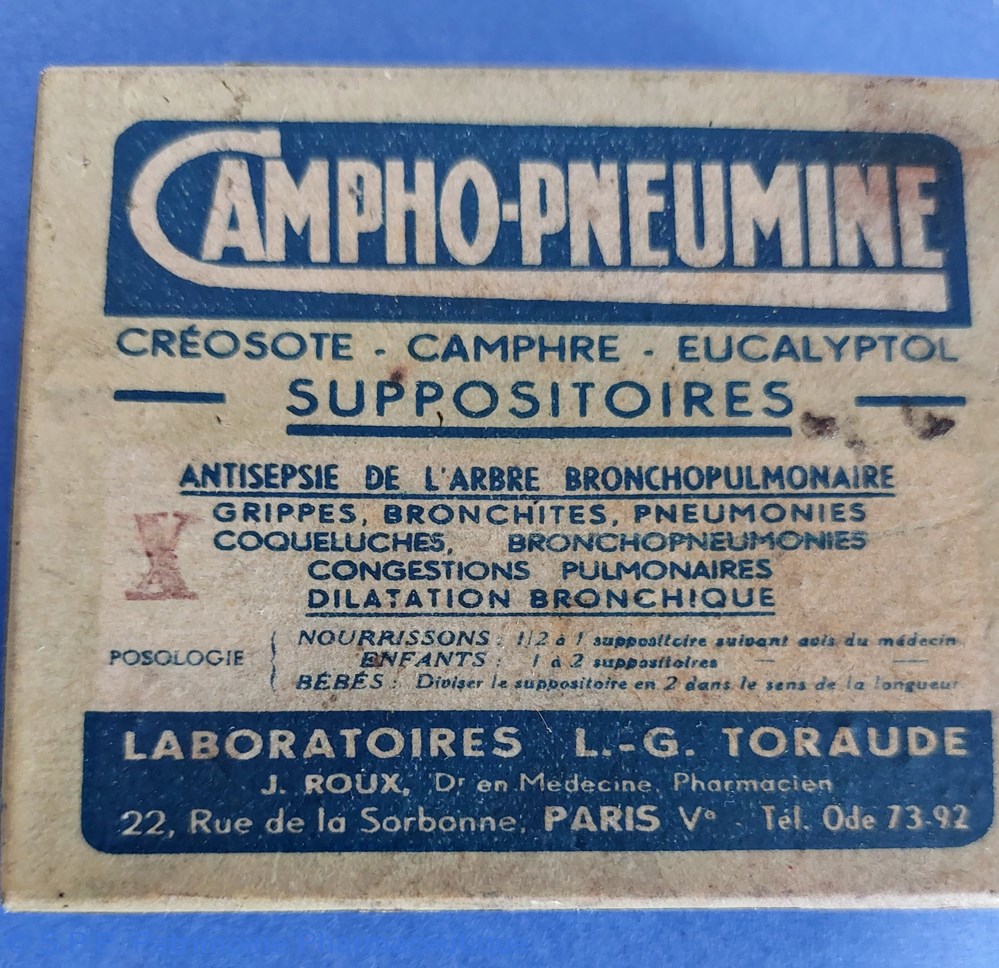 CAMPHO-PNEUMINE
CRÉOSOTE - CAMPHRE - EUCALYPTOL
SUPPOSITOIRES
ANTISEPSIE DE L'ARBRE BRONCHOPULMONAIRE
GRIPPES, BRONCHITES, PNEUMONIES
COQUELUCHES, BRONCHOPNEUMONIES
CONGESTIONS PULMONAIRES
DILATATION BRONCHIQUE
POSOLOGIE
NOURRISSONS : 1/2 à 1 suppositoire suivant avis du médecin
ENFANTS : 1 à 2 suppositoires — —
BÉBÉS : Diviser le suppositoire en 2 dans le sens de la longueur
LABORATOIRES L.-G. TORAUDE
J. ROUX, Dr en Médecine, Pharmacien
22, Rue de la Sorbonne, PARIS Ve - Tél. Ode 73-92